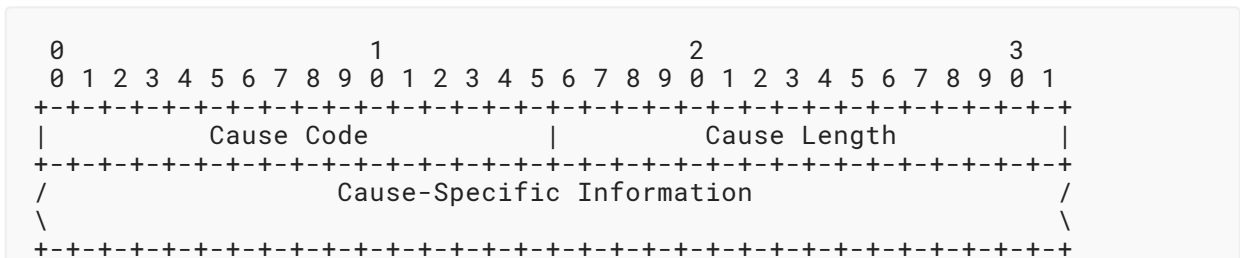 0                   1                   2                   3
 0 1 2 3 4 5 6 7 8 9 0 1 2 3 4 5 6 7 8 9 0 1 2 3 4 5 6 7 8 9 0 1
+-+-+-+-+-+-+-+-+-+-+-+-+-+-+-+-+-+-+-+-+-+-+-+-+-+-+-+-+-+-+-+-+
|          Cause Code           |         Cause Length          |
+-+-+-+-+-+-+-+-+-+-+-+-+-+-+-+-+-+-+-+-+-+-+-+-+-+-+-+-+-+-+-+-+
/                  Cause-Specific Information                   /
\                                                               \
+-+-+-+-+-+-+-+-+-+-+-+-+-+-+-+-+-+-+-+-+-+-+-+-+-+-+-+-+-+-+-+-+